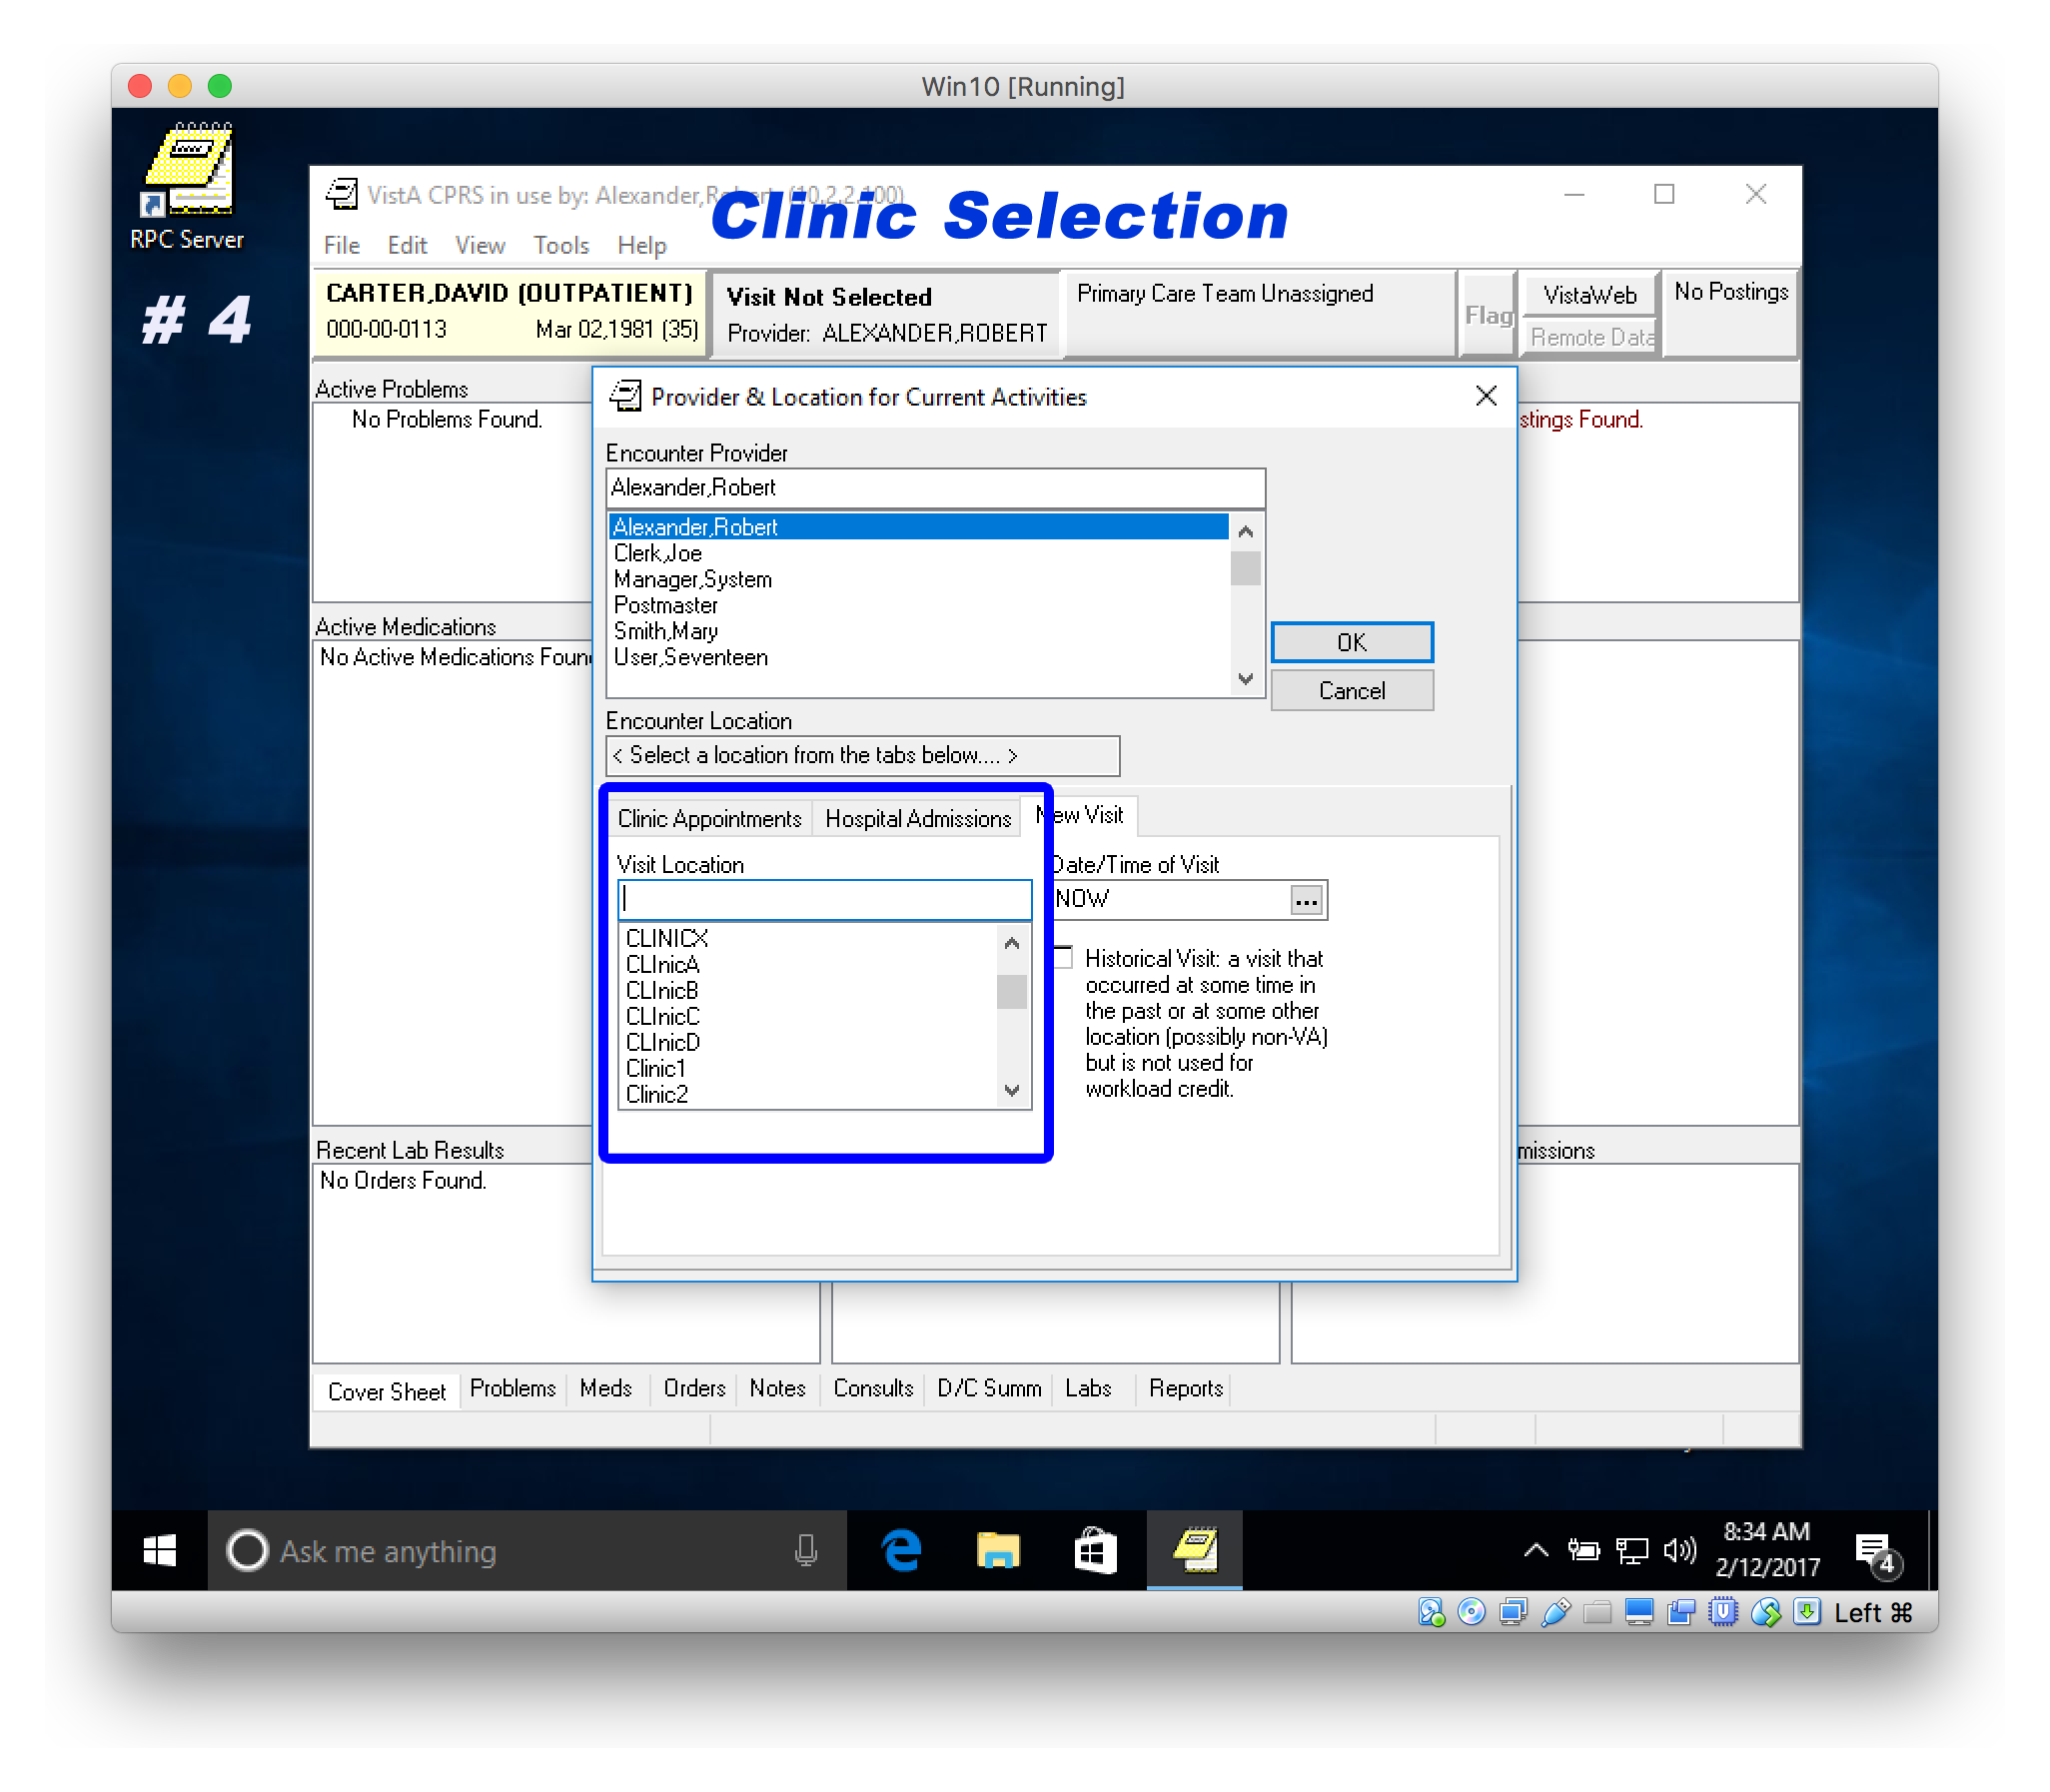 Win10 [Running]
RPC Server
# 4
VistA CPRS in use by: Alexander,Robert (10.2.2.100)
Clinic Selection
File Edit View Tools Help
CARTER,DAVID (OUTPATIENT)
000-00-0113 Mar 02,1981 (35)
Visit Not Selected
Provider: ALEXANDER,ROBERT
Primary Care Team Unassigned
Flag
VistaWeb
Remote Data
No Postings
Active Problems
No Problems Found.
stings Found.
Active Medications
No Active Medications Foun
Recent Lab Results
No Orders Found.
missions
Provider & Location for Current Activities
Encounter Provider
Alexander,Robert
Alexander,Robert
Clerk,Joe
Manager,System
Postmaster
Smith,Mary
User,Seventeen
OK
Cancel
Encounter Location
< Select a location from the tabs below.... >
Clinic Appointments Hospital Admissions New Visit
Visit Location
CLINICX
CLInicA
CLInicB
CLInicC
CLInicD
Clinic1
Clinic2
Date/Time of Visit
NOW ...
Historical Visit: a visit that
occurred at some time in
the past or at some other
location (possibly non-VA)
but is not used for
workload credit.
Cover Sheet Problems Meds Orders Notes Consults D/C Summ Labs Reports
Ask me anything
8:34 AM
2/12/2017
4
Left ⌘